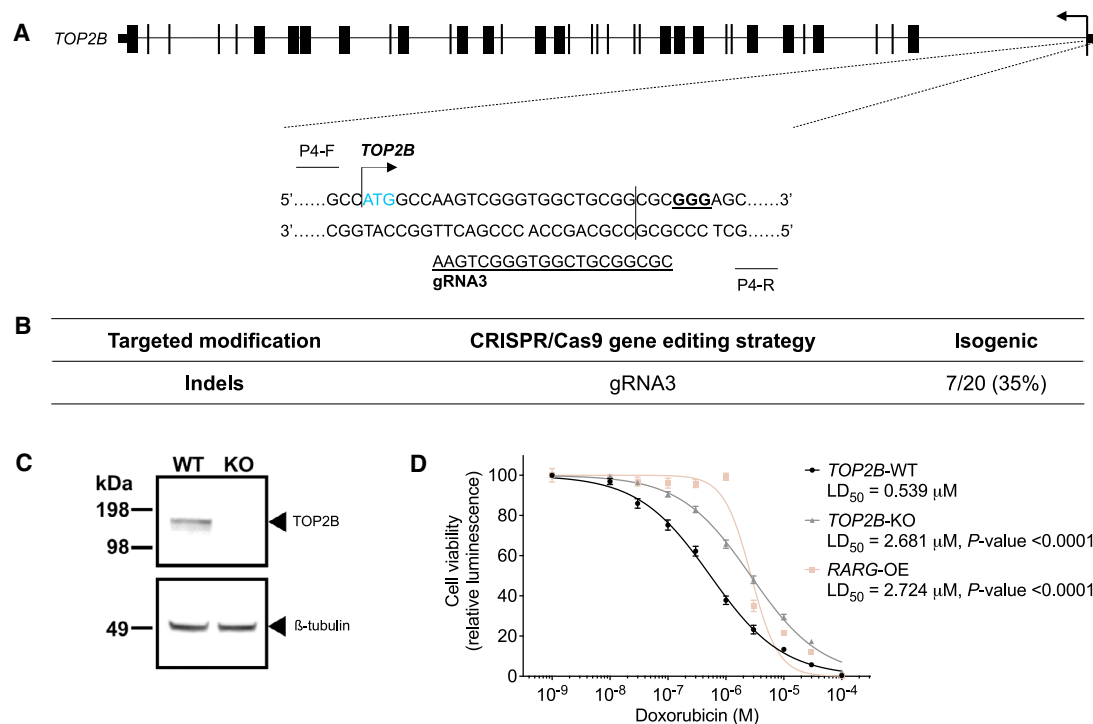 A
TOP2B
P4-F
TOP2B
5’......GCCATGGCCAAGTCGGGTGGCTGCGGCGCGGGAGC......3’
3’......CGGTACCGGTTCAGCCC ACCGACGCCGCGCCC TCG......5’
AAGTCGGGTGGCTGCGGCGC
gRNA3
P4-R
B
Targeted modification CRISPR/Cas9 gene editing strategy Isogenic
Indels gRNA3 7/20 (35%)
C
WT KO
kDa
198
98
TOP2B
49
ß-tubulin
D
Cell viability
(relative luminescence)
100
80
60
40
20
0
10⁻⁹ 10⁻⁸ 10⁻⁷ 10⁻⁶ 10⁻⁵ 10⁻⁴
Doxorubicin (M)
TOP2B-WT
LD₅₀ = 0.539 µM
TOP2B-KO
LD₅₀ = 2.681 µM, P-value <0.0001
RARG-OE
LD₅₀ = 2.724 µM, P-value <0.0001